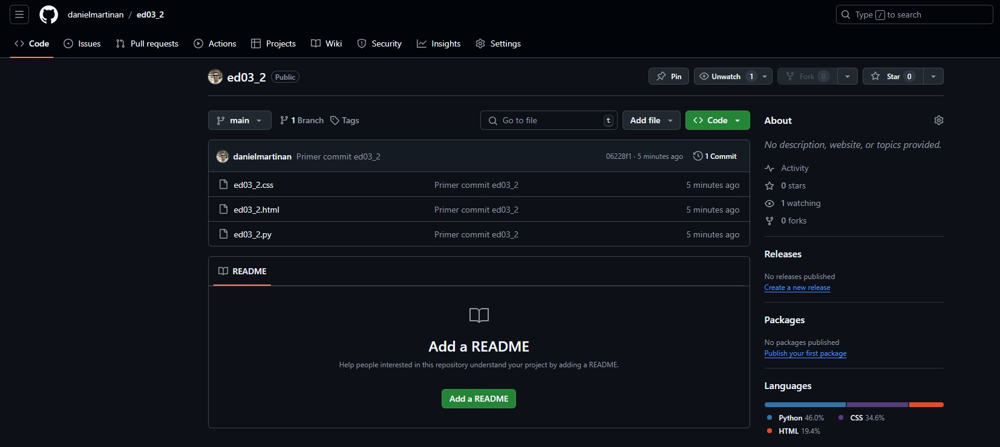 danielmartinan / ed03_2
Type / to search
Code Issues Pull requests Actions Projects Wiki Security Insights Settings
ed03_2 Public
Pin Unwatch 1 Fork 0 Star 0
main 1 Branch Tags Go to file t Add file Code
danielmartinan Primer commit ed03_2 06228f1 · 5 minutes ago 1 Commit
ed03_2.css Primer commit ed03_2 5 minutes ago
ed03_2.html Primer commit ed03_2 5 minutes ago
ed03_2.py Primer commit ed03_2 5 minutes ago
README
Add a README
Help people interested in this repository understand your project by adding a README.
Add a README
About
No description, website, or topics provided.
Activity
0 stars
1 watching
0 forks
Releases
No releases published
Create a new release
Packages
No packages published
Publish your first package
Languages
Python 46.0% CSS 34.6%
HTML 19.4%